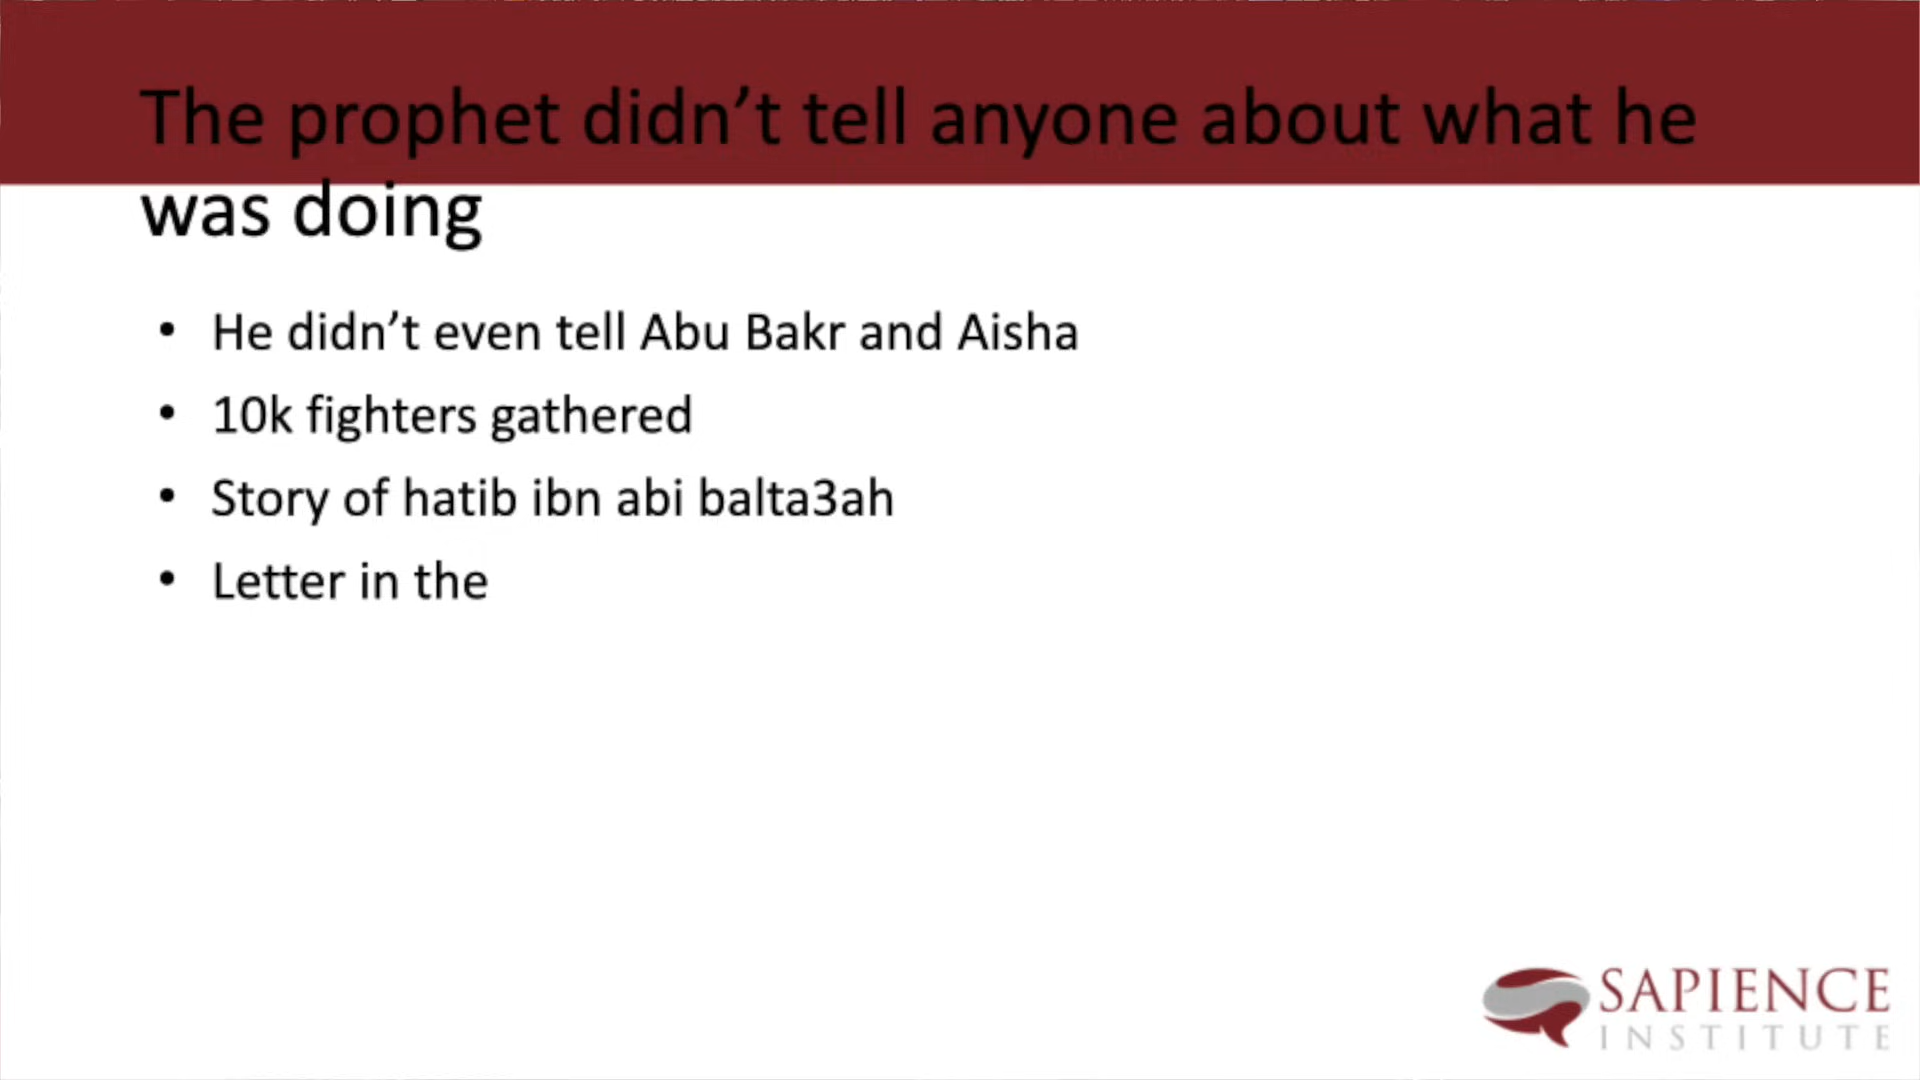 The prophet didn’t tell anyone about what he
was doing
• He didn’t even tell Abu Bakr and Aisha
• 10k fighters gathered
• Story of hatib ibn abi balta3ah
• Letter in the
SAPIENCE
INSTITUTE